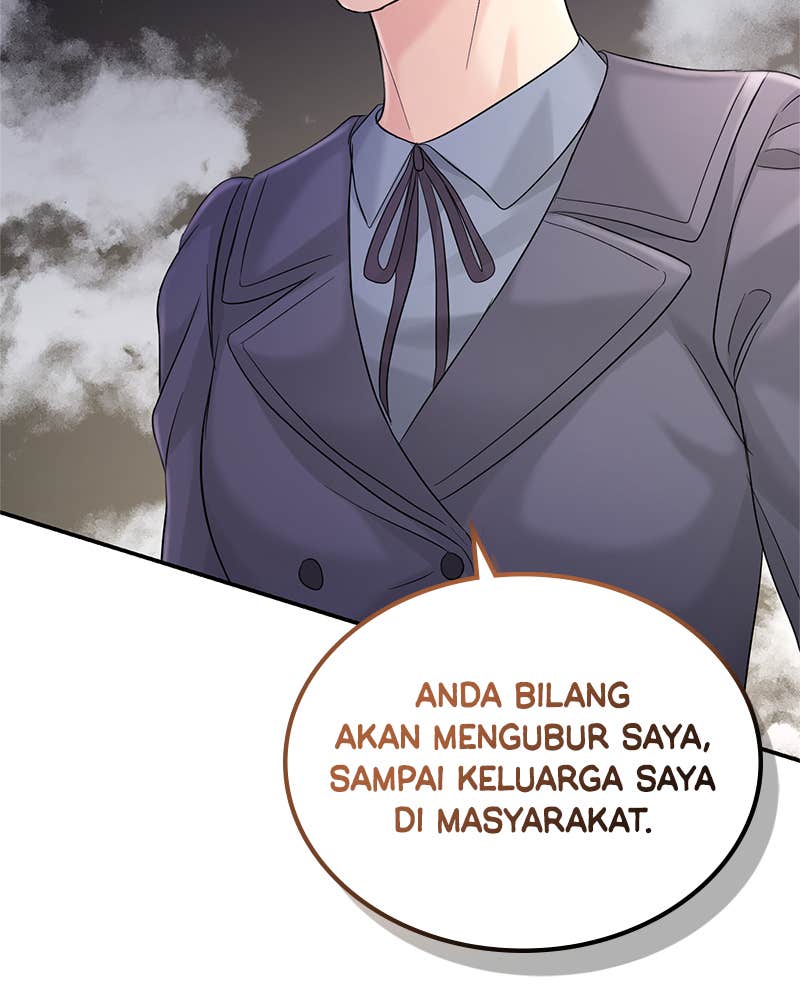 ANDA BILANG
AKAN MENGUBUR SAYA,
SAMPAI KELUARGA SAYA
DI MASYARAKAT.